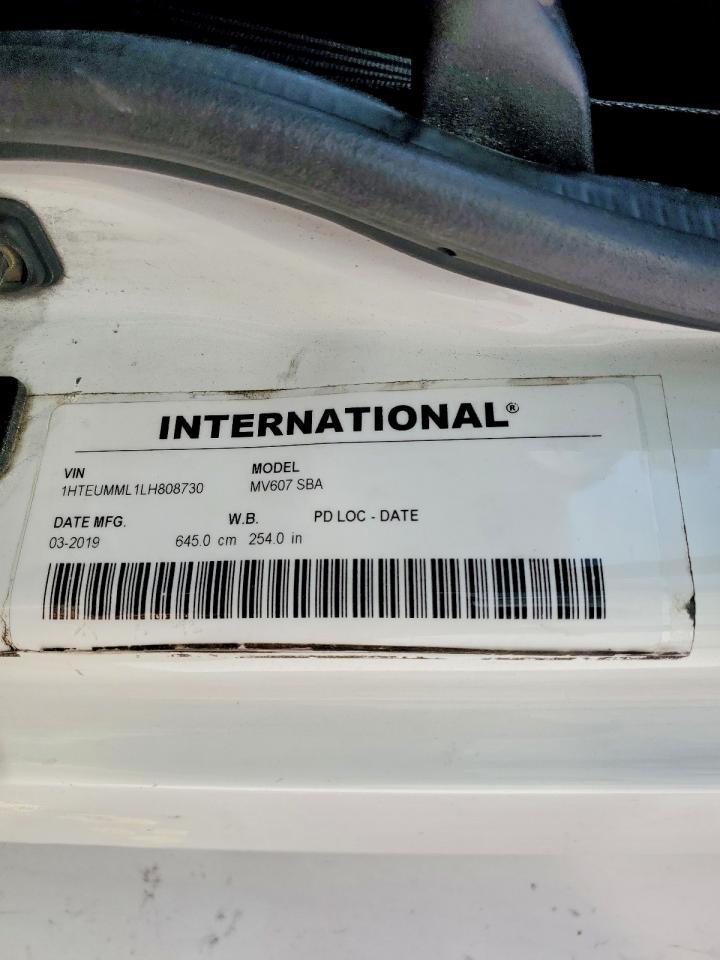 INTERNATIONAL®
VIN MODEL
1HTEUMML1LH808730 MV607 SBA
DATE MFG. W.B. PD LOC - DATE
03-2019 645.0 cm 254.0 in